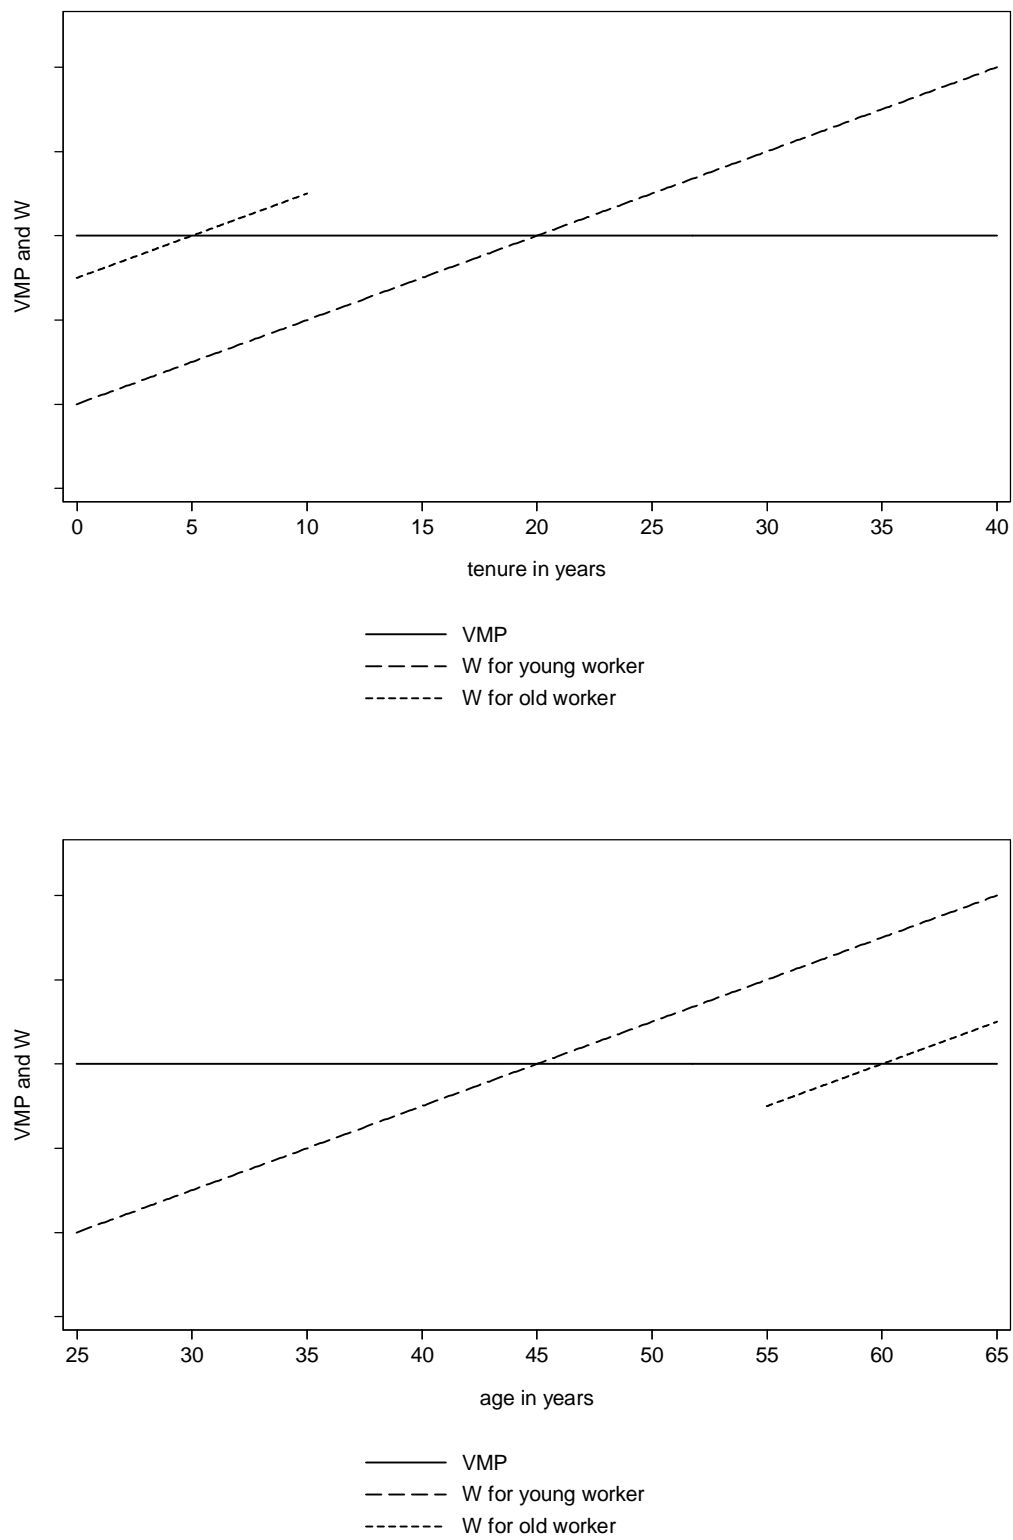 VMP and W
0 5 10 15 20 25 30 35 40
tenure in years
VMP
W for young worker
W for old worker
VMP and W
25 30 35 40 45 50 55 60 65
age in years
VMP
W for young worker
W for old worker